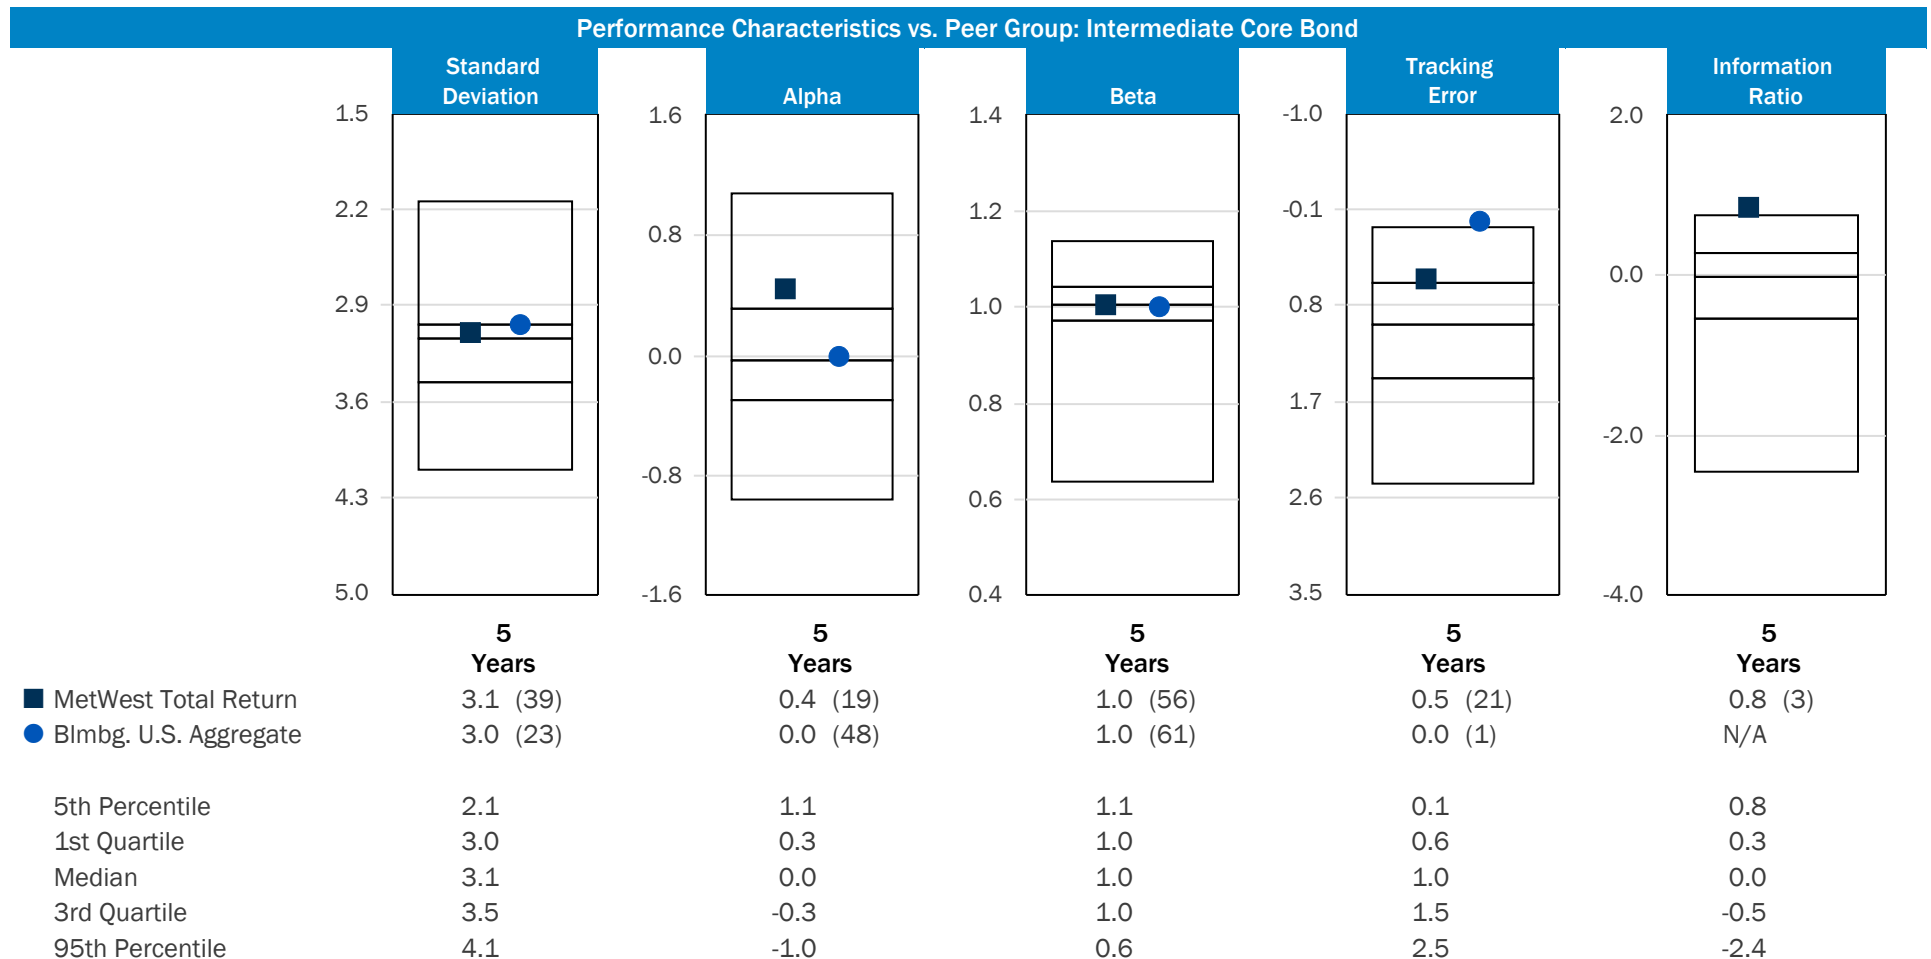 Performance Characteristics vs. Peer Group: Intermediate Core Bond
Standard
Deviation
1.5
2.2
2.9
3.6
4.3
5.0
5
Years
Alpha
1.6
0.8
0.0
-0.8
-1.6
5
Years
Beta
1.4
1.2
1.0
0.8
0.6
0.4
5
Years
Tracking
Error
-1.0
-0.1
0.8
1.7
2.6
3.5
5
Years
Information
Ratio
2.0
0.0
-2.0
-4.0
5
Years
MetWest Total Return 3.1 (39) 0.4 (19) 1.0 (56) 0.5 (21) 0.8 (3)
Blmbg. U.S. Aggregate 3.0 (23) 0.0 (48) 1.0 (61) 0.0 (1) N/A
5th Percentile 2.1 1.1 1.1 0.1 0.8
1st Quartile 3.0 0.3 1.0 0.6 0.3
Median 3.1 0.0 1.0 1.0 0.0
3rd Quartile 3.5 -0.3 1.0 1.5 -0.5
95th Percentile 4.1 -1.0 0.6 2.5 -2.4